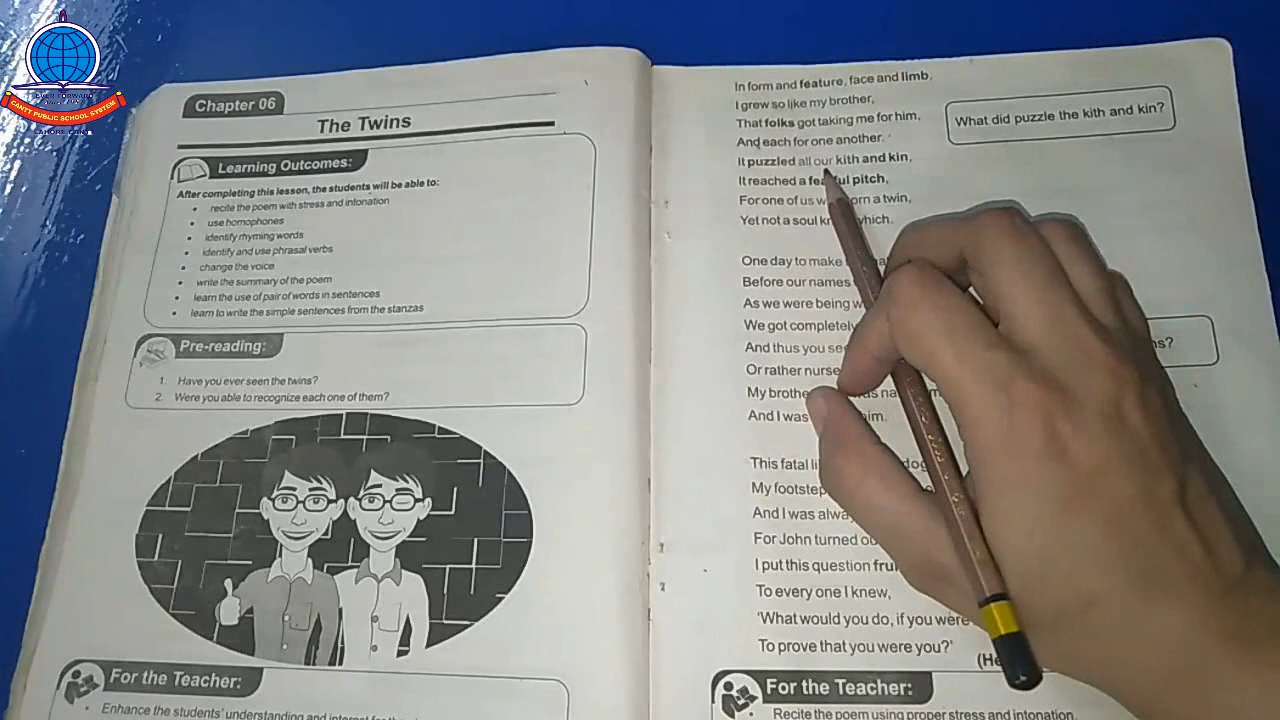 EVER FORWARD
CANTT PUBLIC SCHOOL SYSTEM
LAHORE CANTT
Chapter 06
The Twins
Learning Outcomes:
After completing this lesson, the students will be able to:
• recite the poem with stress and intonation
• use homophones
• identify rhyming words
• identify and use phrasal verbs
• change the voice
• write the summary of the poem
• learn the use of pair of words in sentences
• learn to write the simple sentences from the stanzas
Pre-reading:
1. Have you ever seen the twins?
2. Were you able to recognize each one of them?
For the Teacher:
• Enhance the students' understanding and
In form and feature, face and limb,
I grew so like my brother,
That folks got taking me for him,
And each for one another.
It puzzled all our kith and kin,
It reached a pitch,
For one of us a twin,
Yet not a soul which.
What did puzzle the kith and kin?
One day to make
Before our names
As we were being
We got completely
And thus you
Or rather
My
And I was him.
This fatal
My
And I was
For John turned
I put this question
To every one I knew,
'What would you do, if you were
To prove that you were you?'
For the Teacher:
• Recite the poem using proper stress and intonation